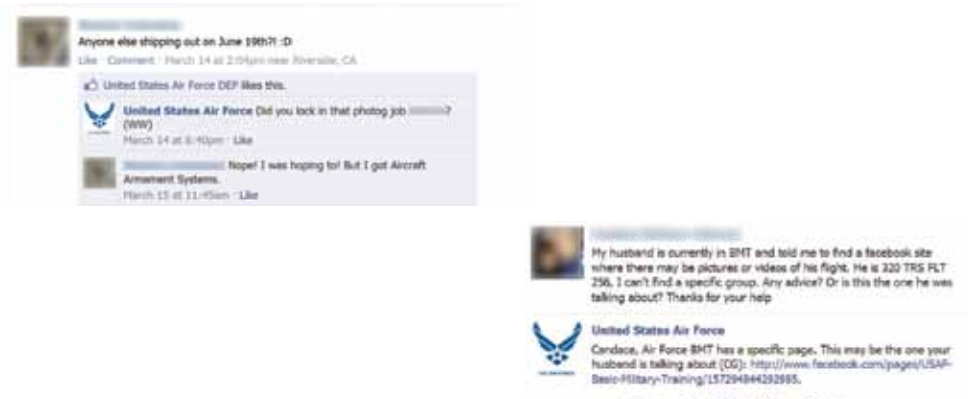 Anyone else shipping out on June 19th?! :D
Like · Comment · March 14 at 2:04pm near Riverside, CA
United States Air Force DEP likes this.
United States Air Force Did you lock in that photog job ?
(WW)
March 14 at 6:40pm · Like
Nope! I was hoping to! But I got Aircraft
Armament Systems.
March 15 at 11:45am · Like
My husband is currently in BMT and told me to find a facebook site
where there may be pictures or videos of his flight. He is 320 TRS FLT
256. I can't find a specific group. Any advice? Or is this the one he was
talking about? Thanks for your help
United States Air Force
Candace, Air Force BMT has a specific page. This may be the one your
husband is talking about (CG): http://www.facebook.com/pages/USAF-
Basic-Military-Training/157294844292985.